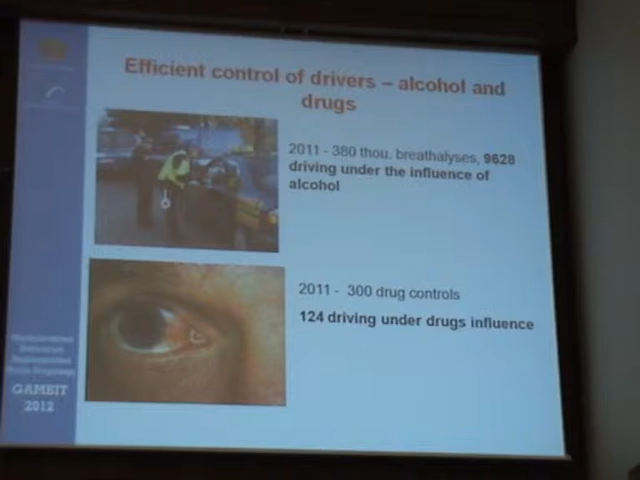 Efficient control of drivers – alcohol and
drugs
2011 - 380 thou. breathalyses, 9628
driving under the influence of
alcohol
2011 - 300 drug controls
124 driving under drugs influence
GAMBIT
2012